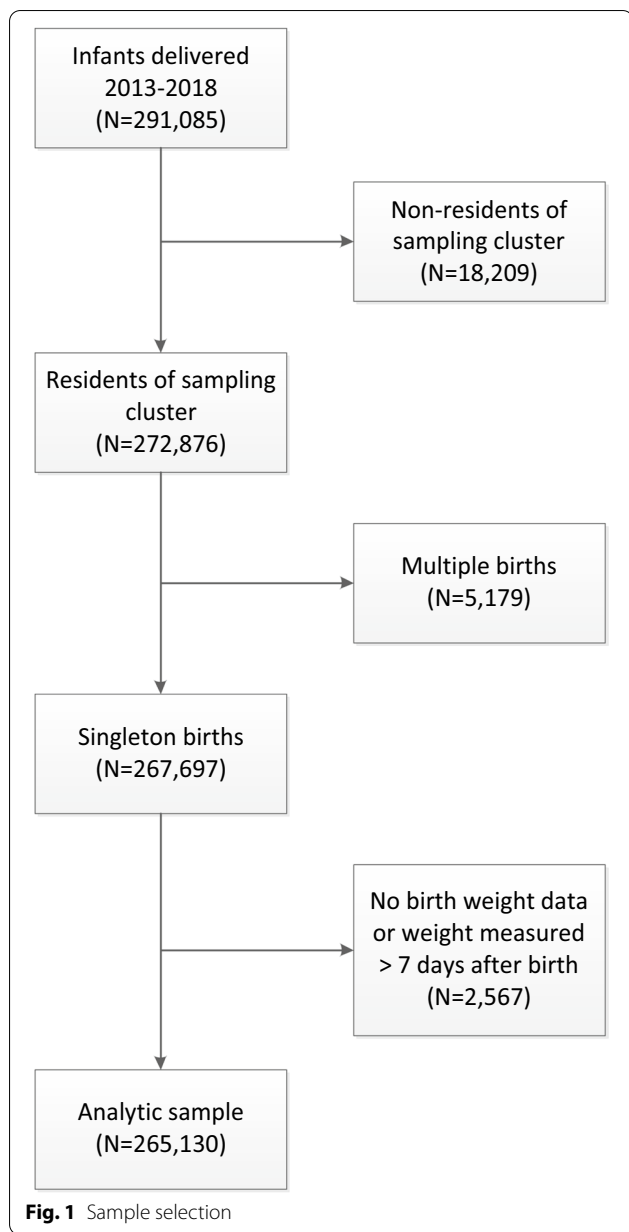 Infants delivered
2013-2018
(N=291,085)
Non-residents of
sampling cluster
(N=18,209)
Residents of sampling
cluster
(N=272,876)
Multiple births
(N=5,179)
Singleton births
(N=267,697)
No birth weight data
or weight measured
> 7 days after birth
(N=2,567)
Analytic sample
(N=265,130)
Fig. 1 Sample selection